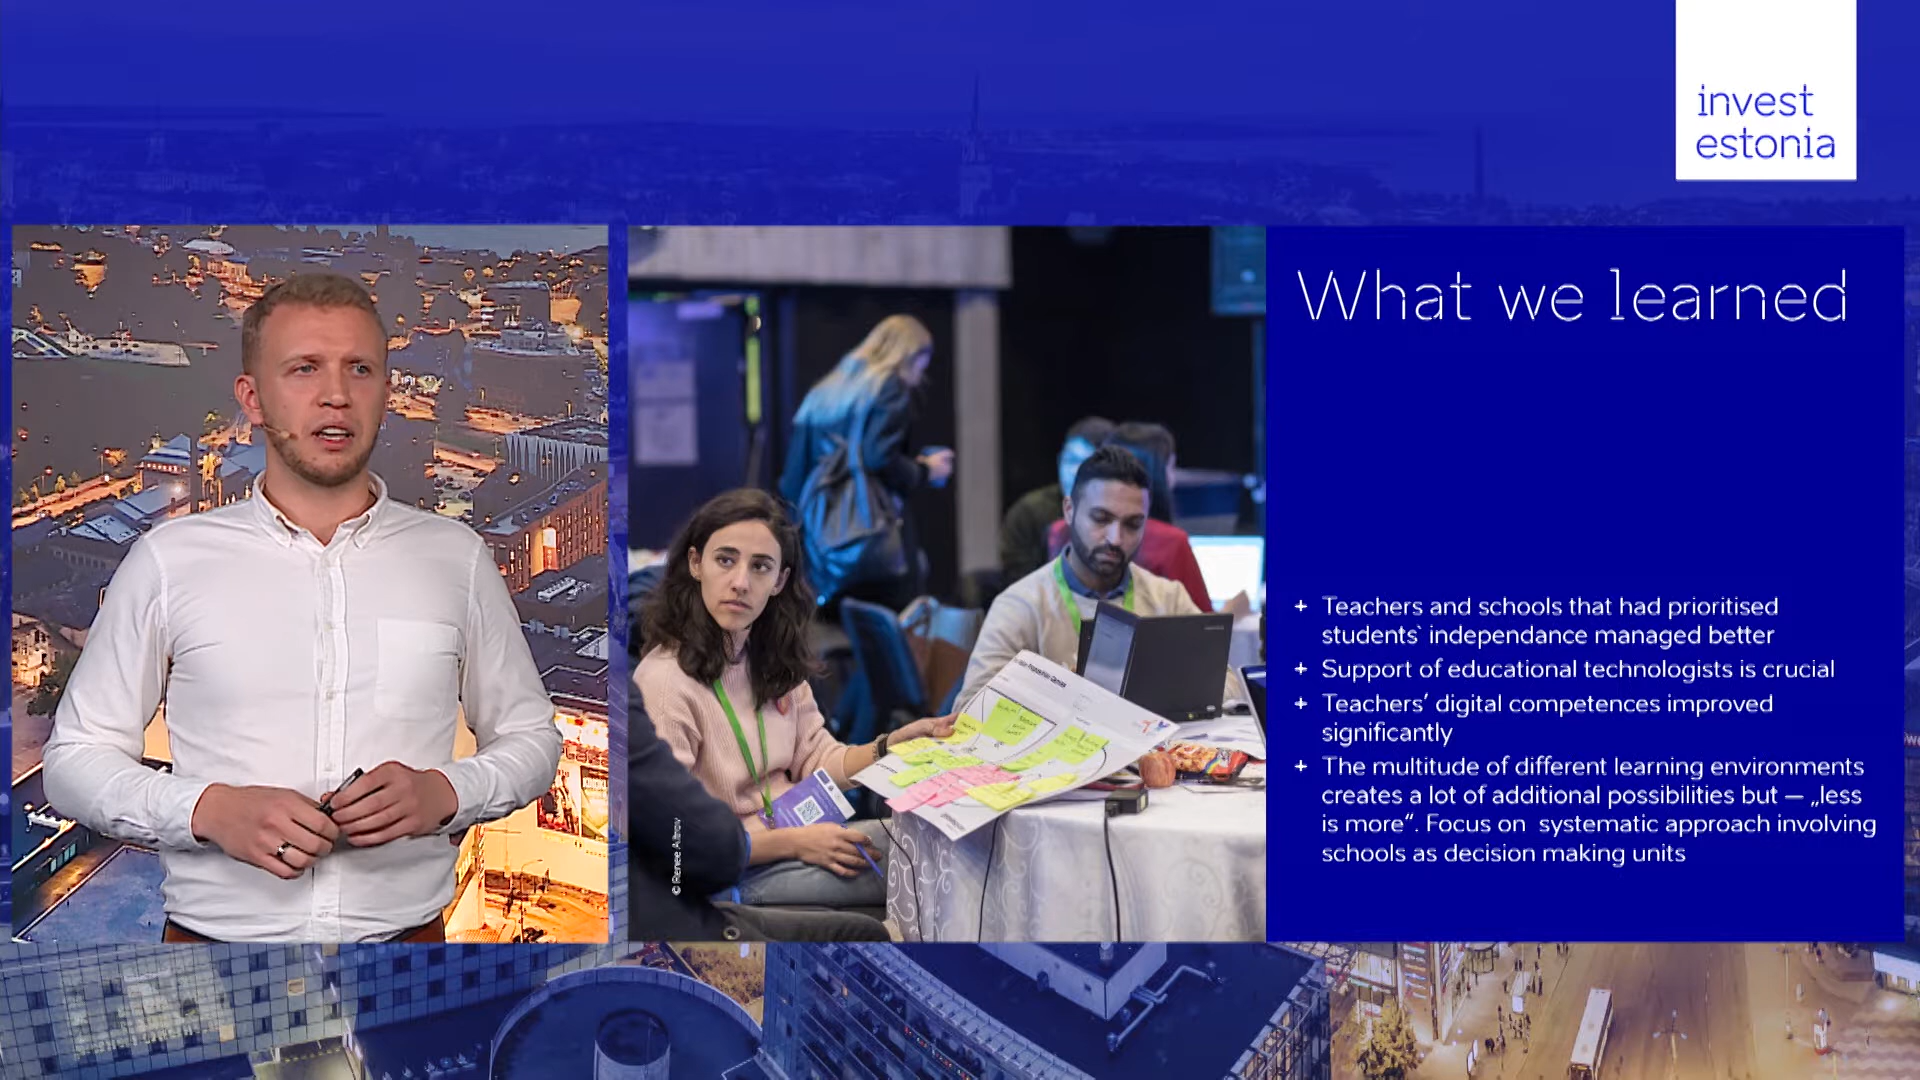 invest
estonia
What we learned
+ Teachers and schools that had prioritised
students` independance managed better
+ Support of educational technologists is crucial
+ Teachers’ digital competences improved
significantly
+ The multitude of different learning environments
creates a lot of additional possibilities but — „less
is more“. Focus on systematic approach involving
schools as decision making units